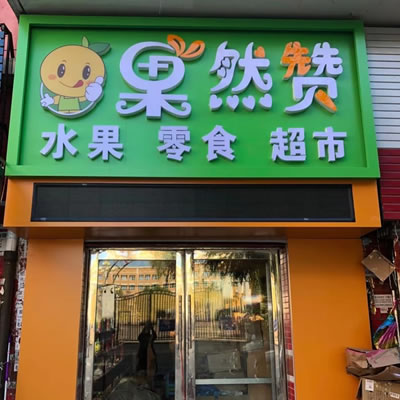 果然赞
水果 零食 超市